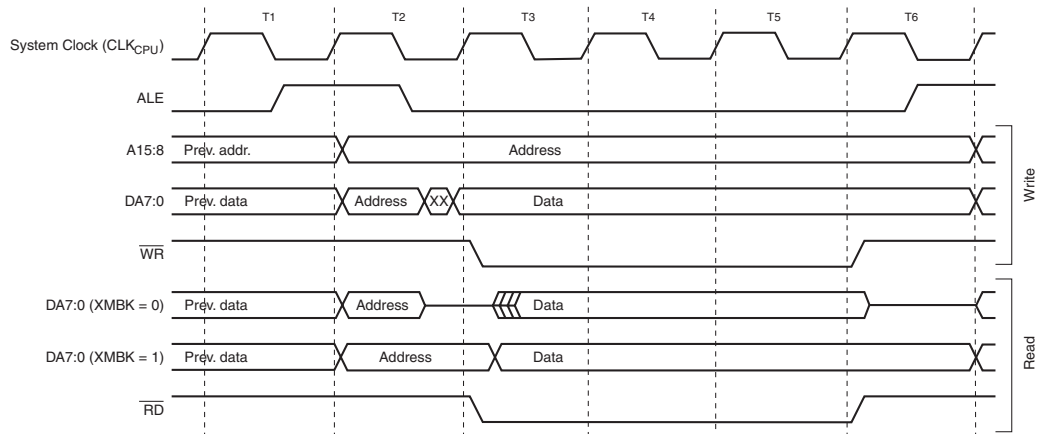 T1 T2 T3 T4 T5 T6
System Clock (CLKCPU)
ALE
A15:8 Prev. addr. Address
DA7:0 Prev. data Address XX Data
WR
DA7:0 (XMBK = 0) Prev. data Address Data
DA7:0 (XMBK = 1) Prev. data Address Data
RD
Write
Read